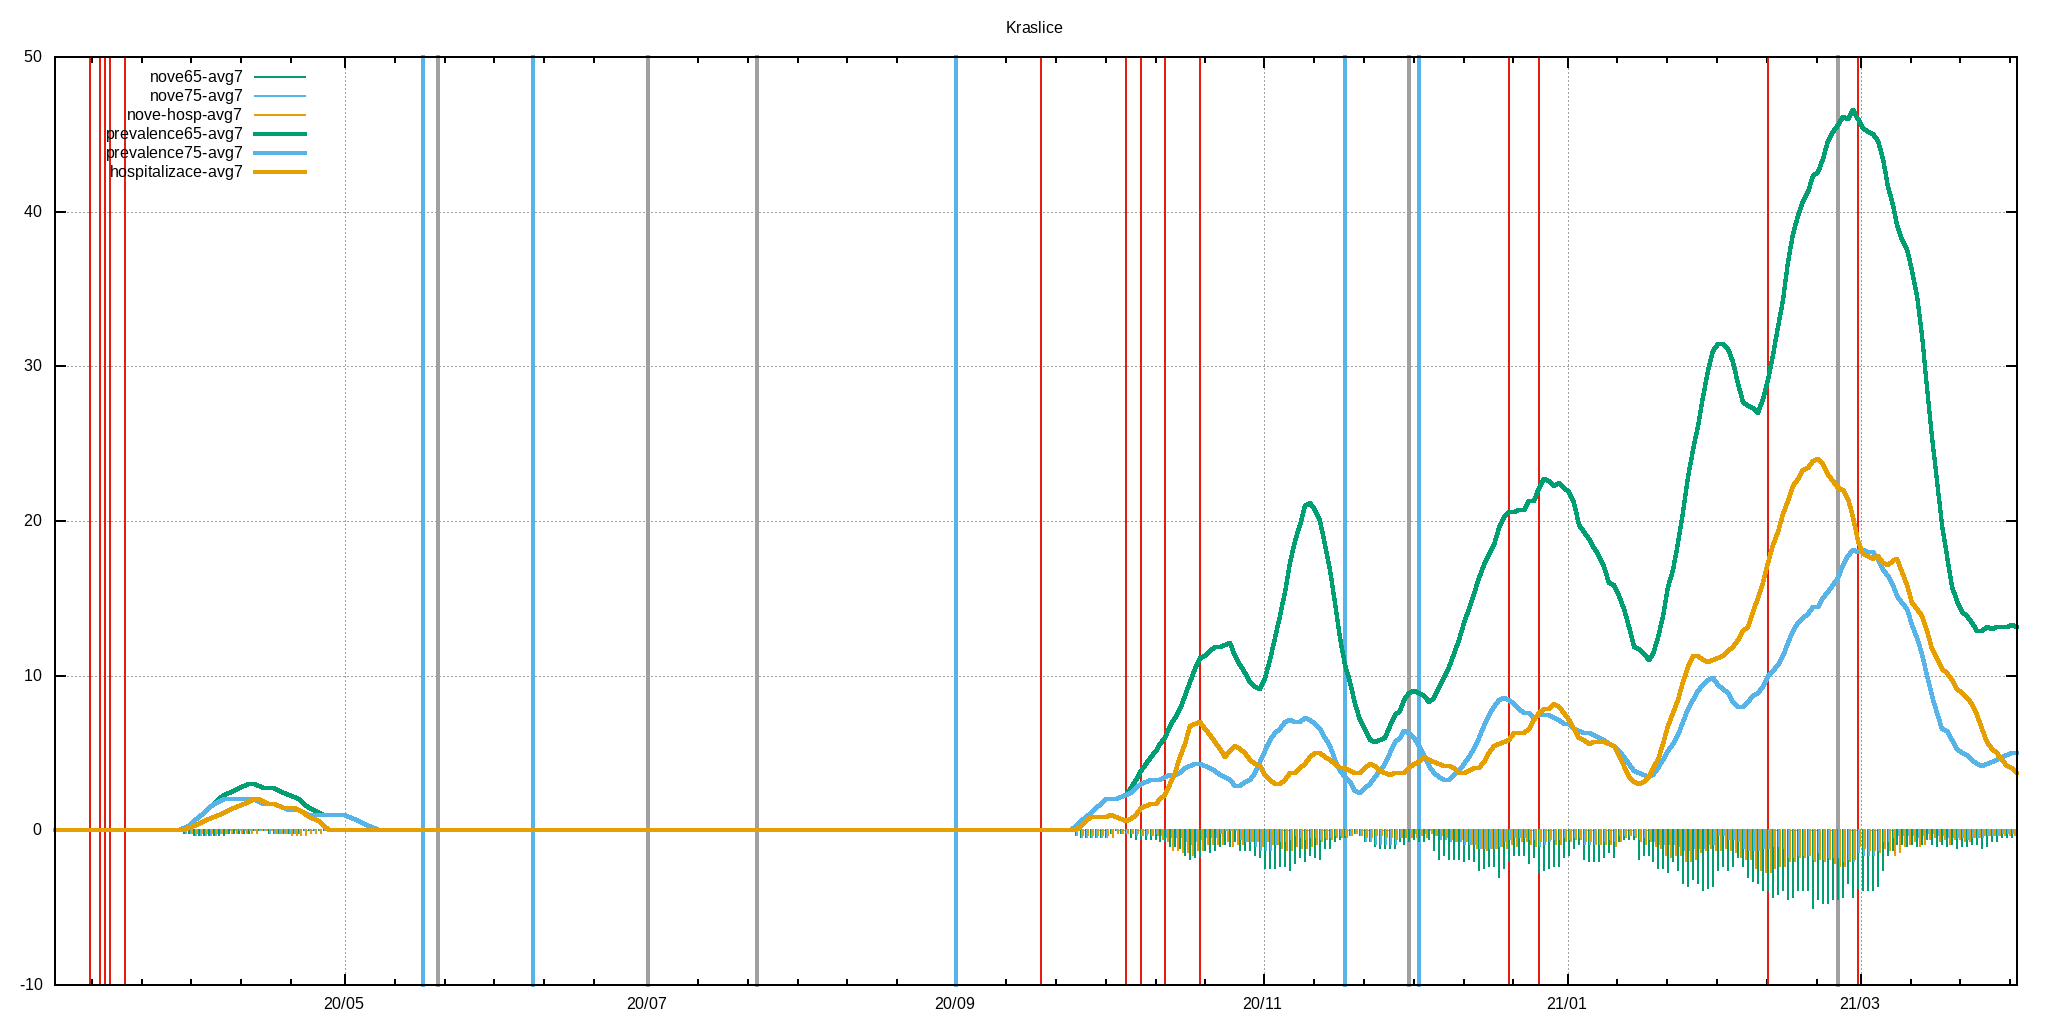 Kraslice
50
nove65-avg7
nove75-avg7
nove-hosp-avg7
prevalence65-avg7
prevalence75-avg7
hospitalizace-avg7
40
30
20
10
0
-10
20/05 20/07 20/09 20/11 21/01 21/03